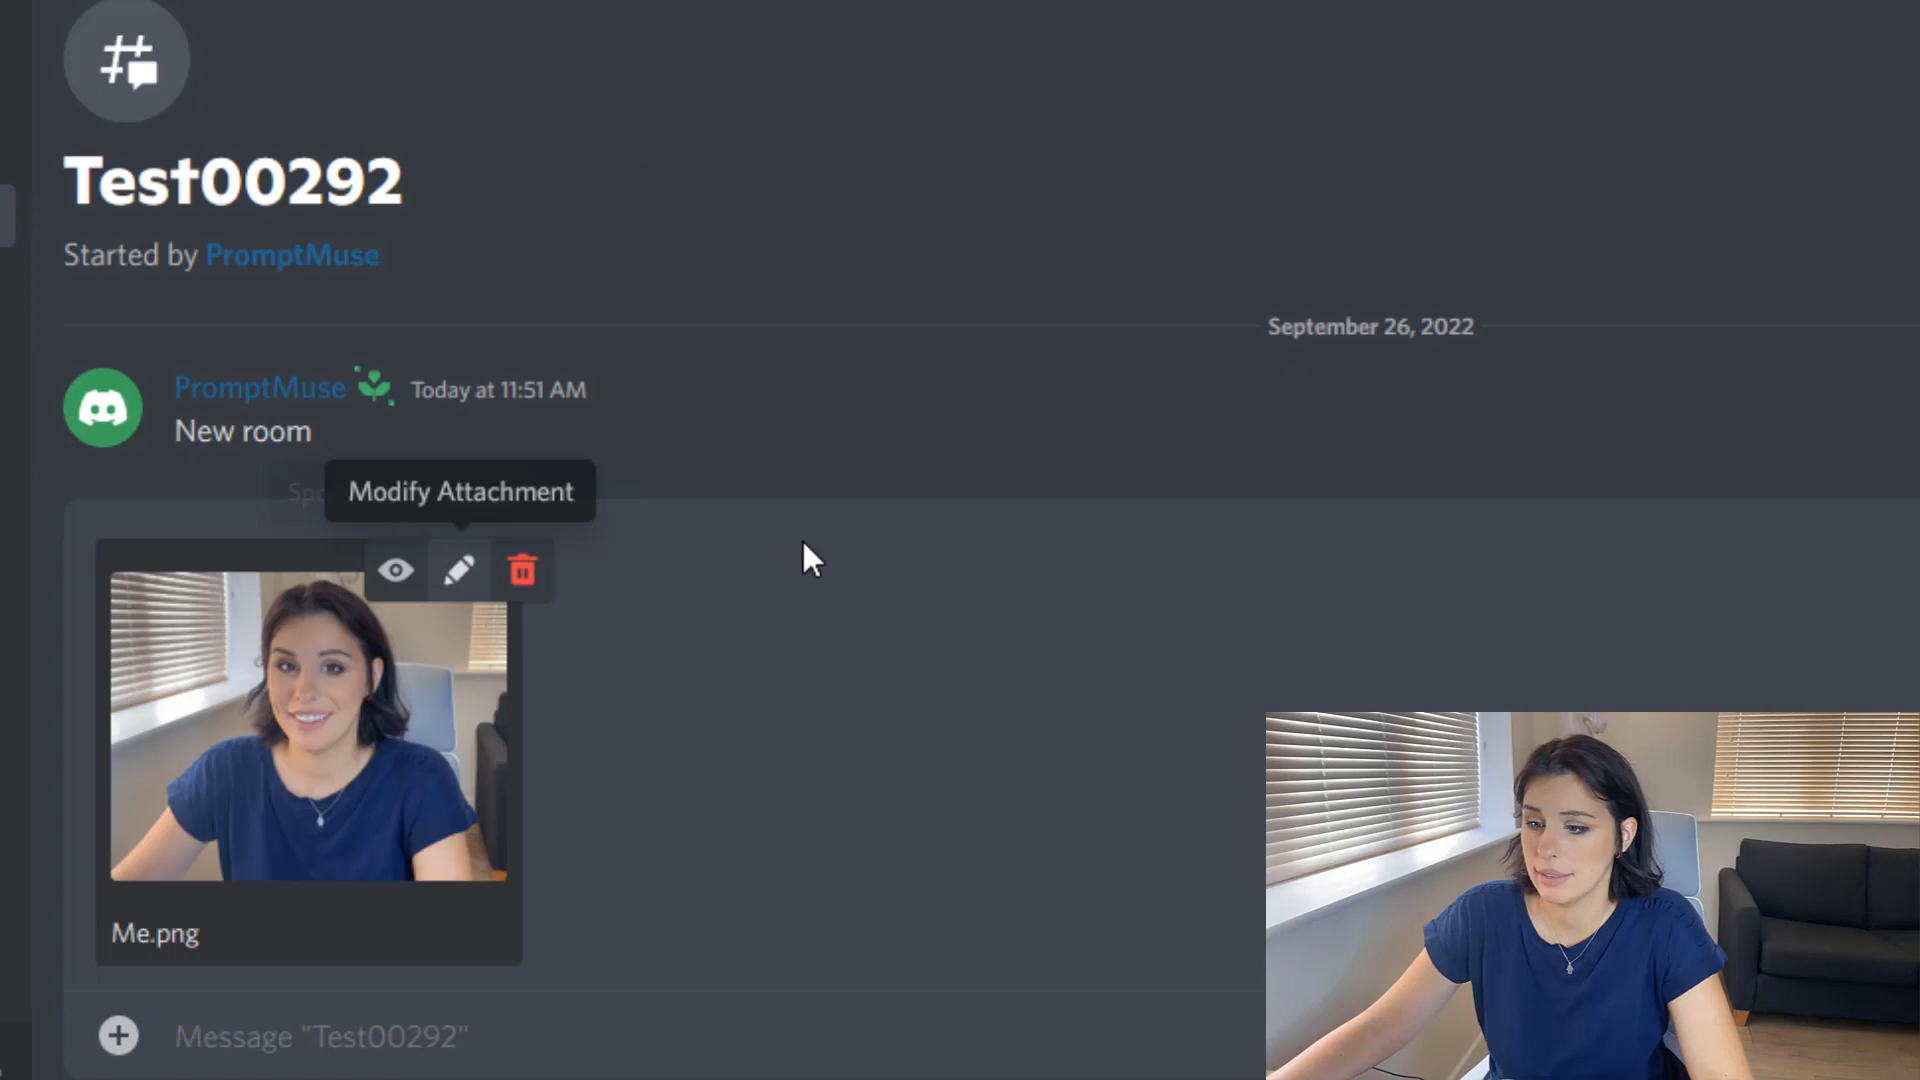 Test00292
Started by PromptMuse
September 26, 2022
PromptMuse Today at 11:51 AM
New room
Spo
Modify Attachment
Me.png
Message "Test00292"